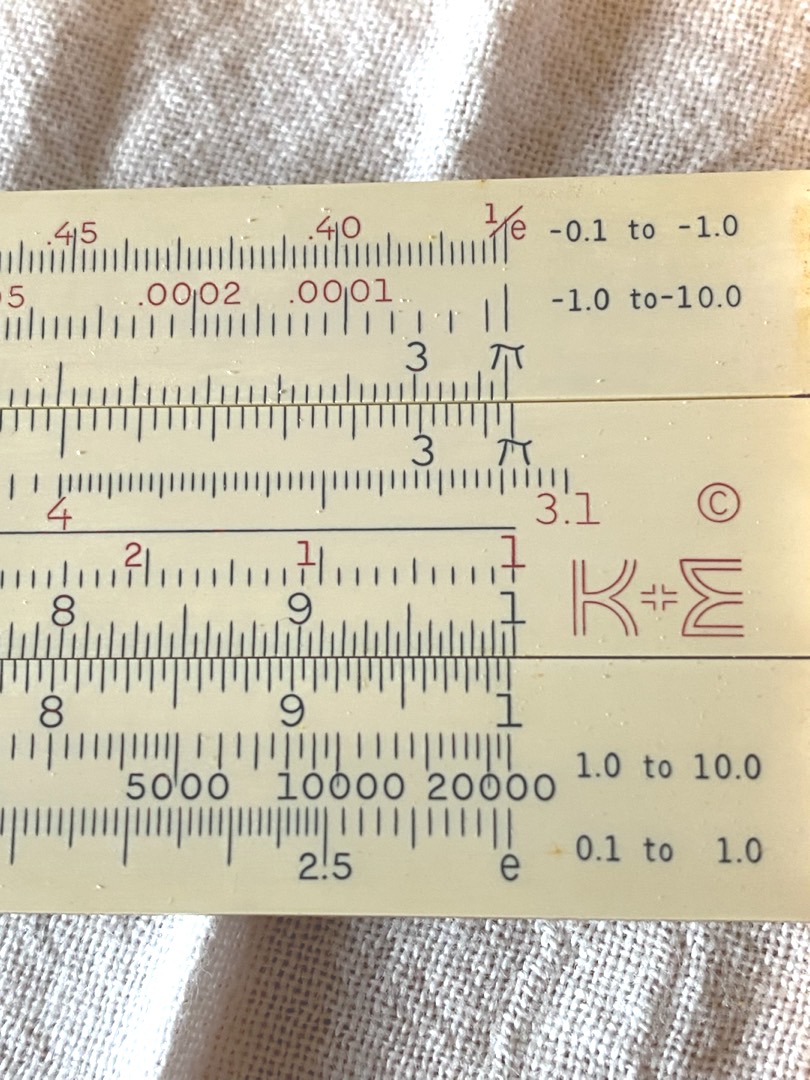 .45 .40 1/e -0.1 to -1.0
5 .0002 .0001 -1.0 to-10.0
3 π
3 π
4 3.1 ©
2 1 1
8 9 1 K+E
8 9 1
5000 10000 20000 1.0 to 10.0
2.5 e 0.1 to 1.0